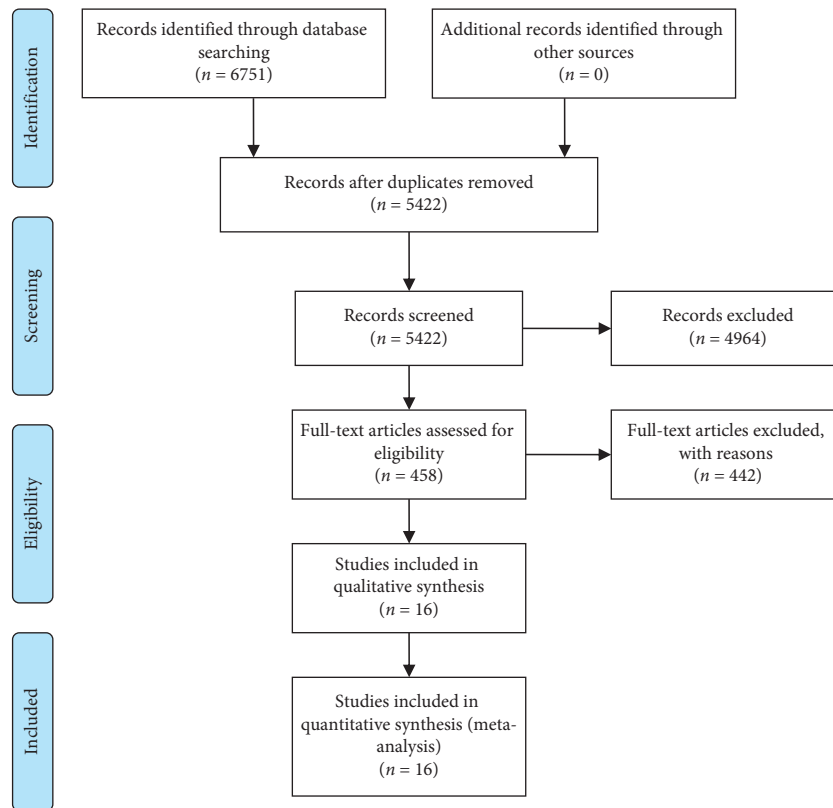 Identification
Records identified through database
searching
(n = 6751)
Additional records identified through
other sources
(n = 0)
Records after duplicates removed
(n = 5422)
Screening
Records screened
(n = 5422)
Records excluded
(n = 4964)
Eligibility
Full-text articles assessed for
eligibility
(n = 458)
Full-text articles excluded,
with reasons
(n = 442)
Studies included in
qualitative synthesis
(n = 16)
Included
Studies included in
quantitative synthesis (meta-
analysis)
(n = 16)